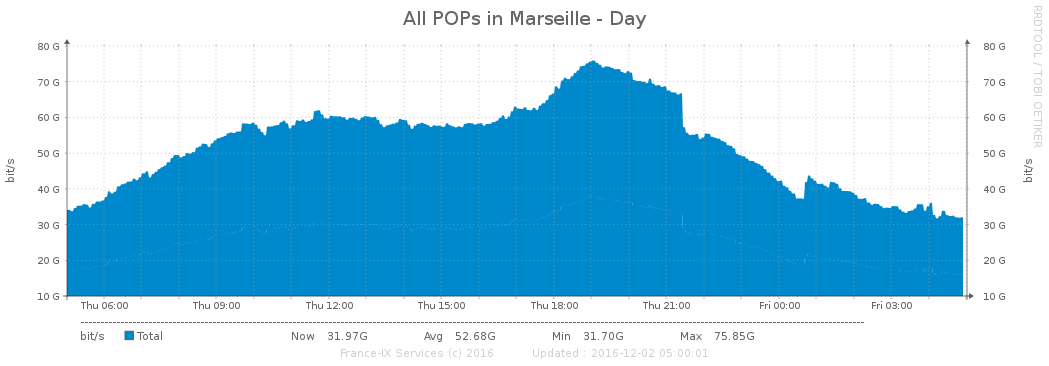 All POPs in Marseille - Day
RRDTOOL / TOBI OETIKER
80 G 80 G
70 G 70 G
60 G 60 G
50 G 50 G
40 G 40 G
30 G 30 G
20 G 20 G
10 G 10 G
bit/s bit/s
Thu 06:00 Thu 09:00 Thu 12:00 Thu 15:00 Thu 18:00 Thu 21:00 Fri 00:00 Fri 03:00
bit/s Total Now 31.97G Avg 52.68G Min 31.70G Max 75.85G
France-IX Services (c) 2016 Updated : 2016-12-02 05:00:01